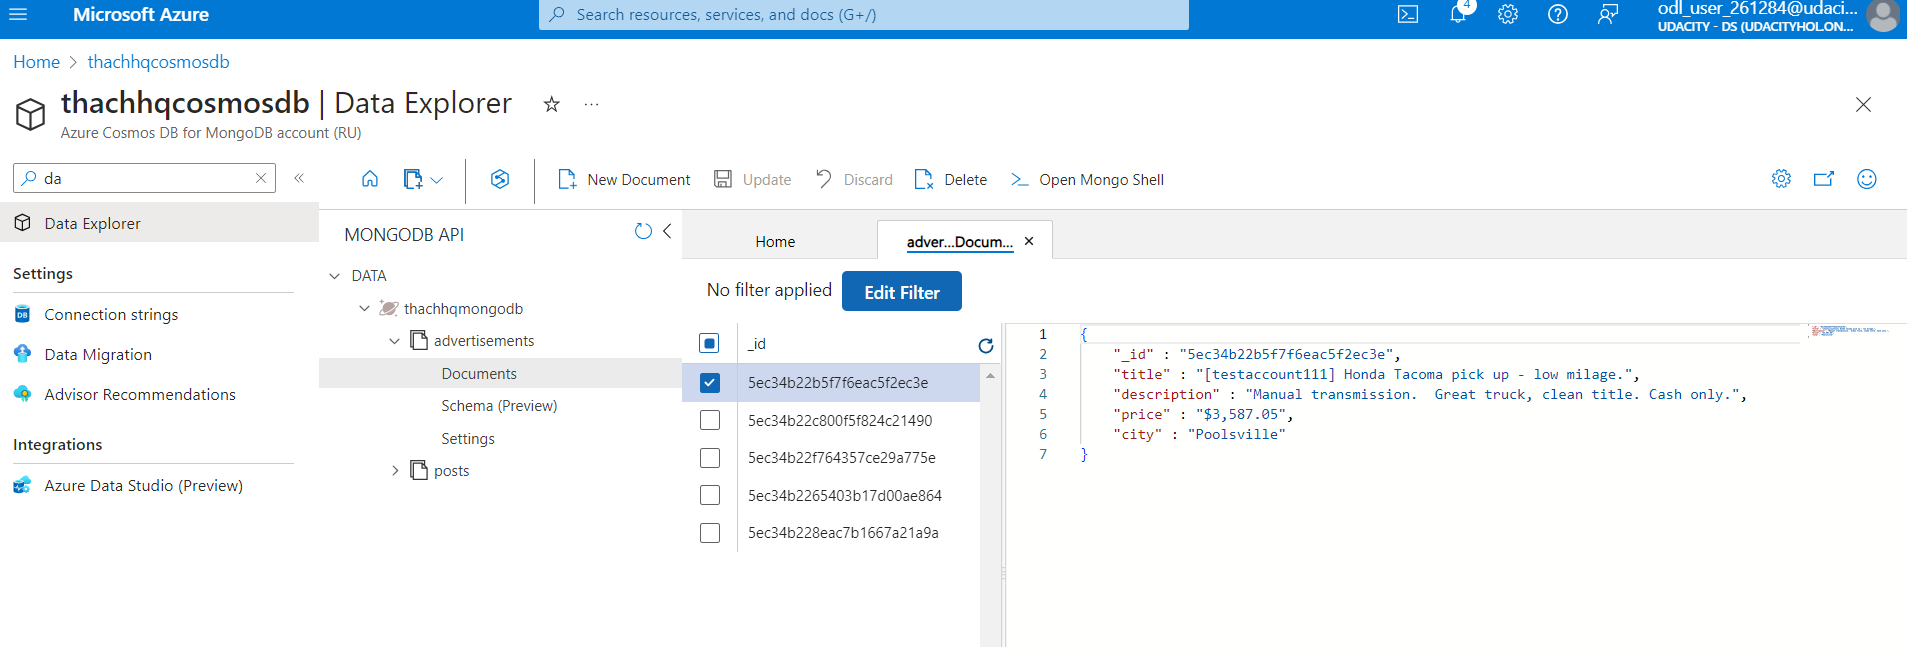 Microsoft Azure
Search resources, services, and docs (G+/)
4
odl_user_261284@udaci...
UDACITY - DS (UDACITYHOL.ON...
Home > thachhqcosmosdb
thachhqcosmosdb | Data Explorer
Azure Cosmos DB for MongoDB account (RU)
da
New Document
Update
Discard
Delete
Open Mongo Shell
Data Explorer
Settings
Connection strings
Data Migration
Advisor Recommendations
Integrations
Azure Data Studio (Preview)
MONGODB API
DATA
thachhqmongodb
advertisements
Documents
Schema (Preview)
Settings
posts
Home
adver...Docum...
No filter applied
Edit Filter
_id
5ec34b22b5f7f6eac5f2ec3e
5ec34b22c800f5f824c21490
5ec34b22f764357ce29a775e
5ec34b2265403b17d00ae864
5ec34b228eac7b1667a21a9a
1 {
2 "_id" : "5ec34b22b5f7f6eac5f2ec3e",
3 "title" : "[testaccount111] Honda Tacoma pick up - low milage.",
4 "description" : "Manual transmission.  Great truck, clean title. Cash only.",
5 "price" : "$3,587.05",
6 "city" : "Poolsville"
7 }